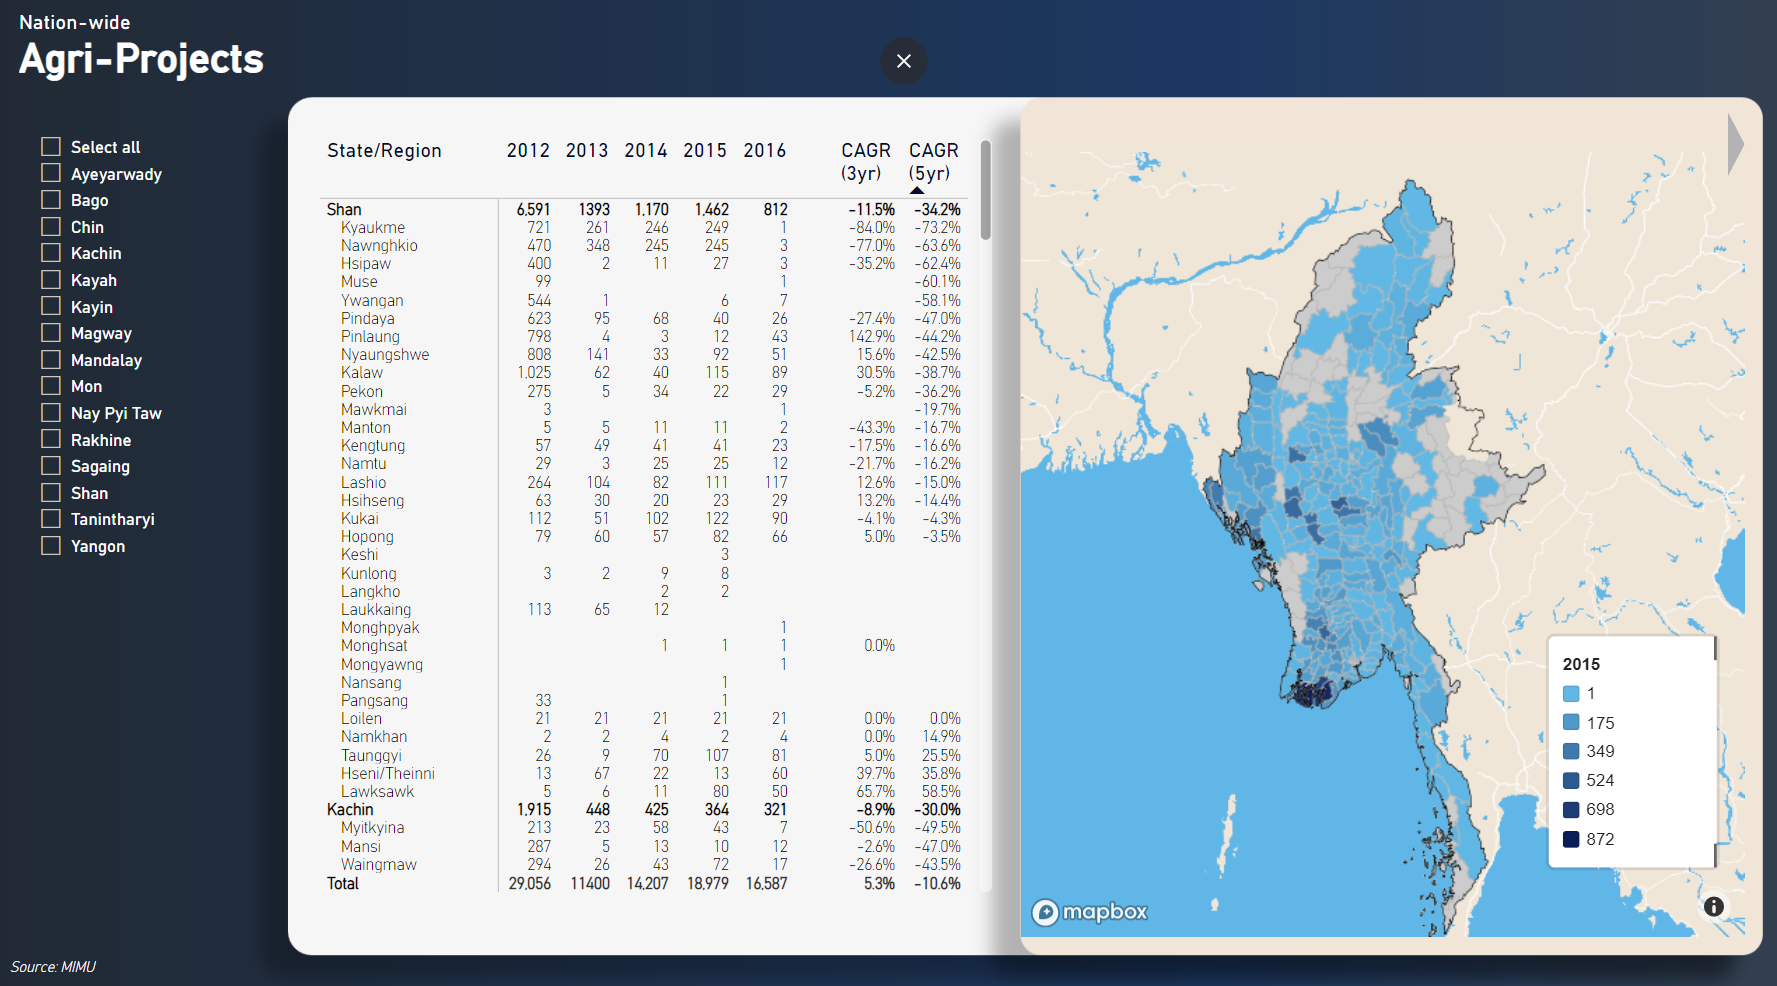 Nation-wide
Agri-Projects
Select all
Ayeyarwady
Bago
Chin
Kachin
Kayah
Kayin
Magway
Mandalay
Mon
Nay Pyi Taw
Rakhine
Sagaing
Shan
Tanintharyi
Yangon
Source: MIMU
State/Region 2012 2013 2014 2015 2016 CAGR (3yr) CAGR (5yr)
Shan 6,591 1393 1,170 1,462 812 -11.5% -34.2%
Kyaukme 721 261 246 249 1 -84.0% -73.2%
Nawnghkio 470 348 245 245 3 -77.0% -63.6%
Hsipaw 400 2 11 27 3 -35.2% -62.4%
Muse 99 1 -60.1%
Ywangan 544 1 6 7 -58.1%
Pindaya 623 95 68 40 26 -27.4% -47.0%
Pinlaung 798 4 3 12 43 142.9% -44.2%
Nyaungshwe 808 141 33 92 51 15.6% -42.5%
Kalaw 1,025 62 40 115 89 30.5% -38.7%
Pekon 275 5 34 22 29 -5.2% -36.2%
Mawkmai 3 1 -19.7%
Manton 5 5 11 11 2 -43.3% -16.7%
Kengtung 57 49 41 41 23 -17.5% -16.6%
Namtu 29 3 25 25 12 -21.7% -16.2%
Lashio 264 104 82 111 117 12.6% -15.0%
Hsihseng 63 30 20 23 29 13.2% -14.4%
Kukai 112 51 102 122 90 -4.1% -4.3%
Hopong 79 60 57 82 66 5.0% -3.5%
Keshi 3
Kunlong 3 2 9 8
Langkho 2 2
Laukkaing 113 65 12
Monghpyak 1
Monghsat 1 1 1 0.0%
Mongyawng 1
Nansang 1
Pangsang 33 1
Loilen 21 21 21 21 21 0.0% 0.0%
Namkhan 2 2 4 2 4 0.0% 14.9%
Taunggyi 26 9 70 107 81 5.0% 25.5%
Hseni/Theinni 13 67 22 13 60 39.7% 35.8%
Lawksawk 5 6 11 80 50 65.7% 58.5%
Kachin 1,915 448 425 364 321 -8.9% -30.0%
Myitkyina 213 23 58 43 7 -50.6% -49.5%
Mansi 287 5 13 10 12 -2.6% -47.0%
Waingmaw 294 26 43 72 17 -26.6% -43.5%
Total 29,056 11400 14,207 18,979 16,587 5.3% -10.6%
2015
1
175
349
524
698
872
mapbox